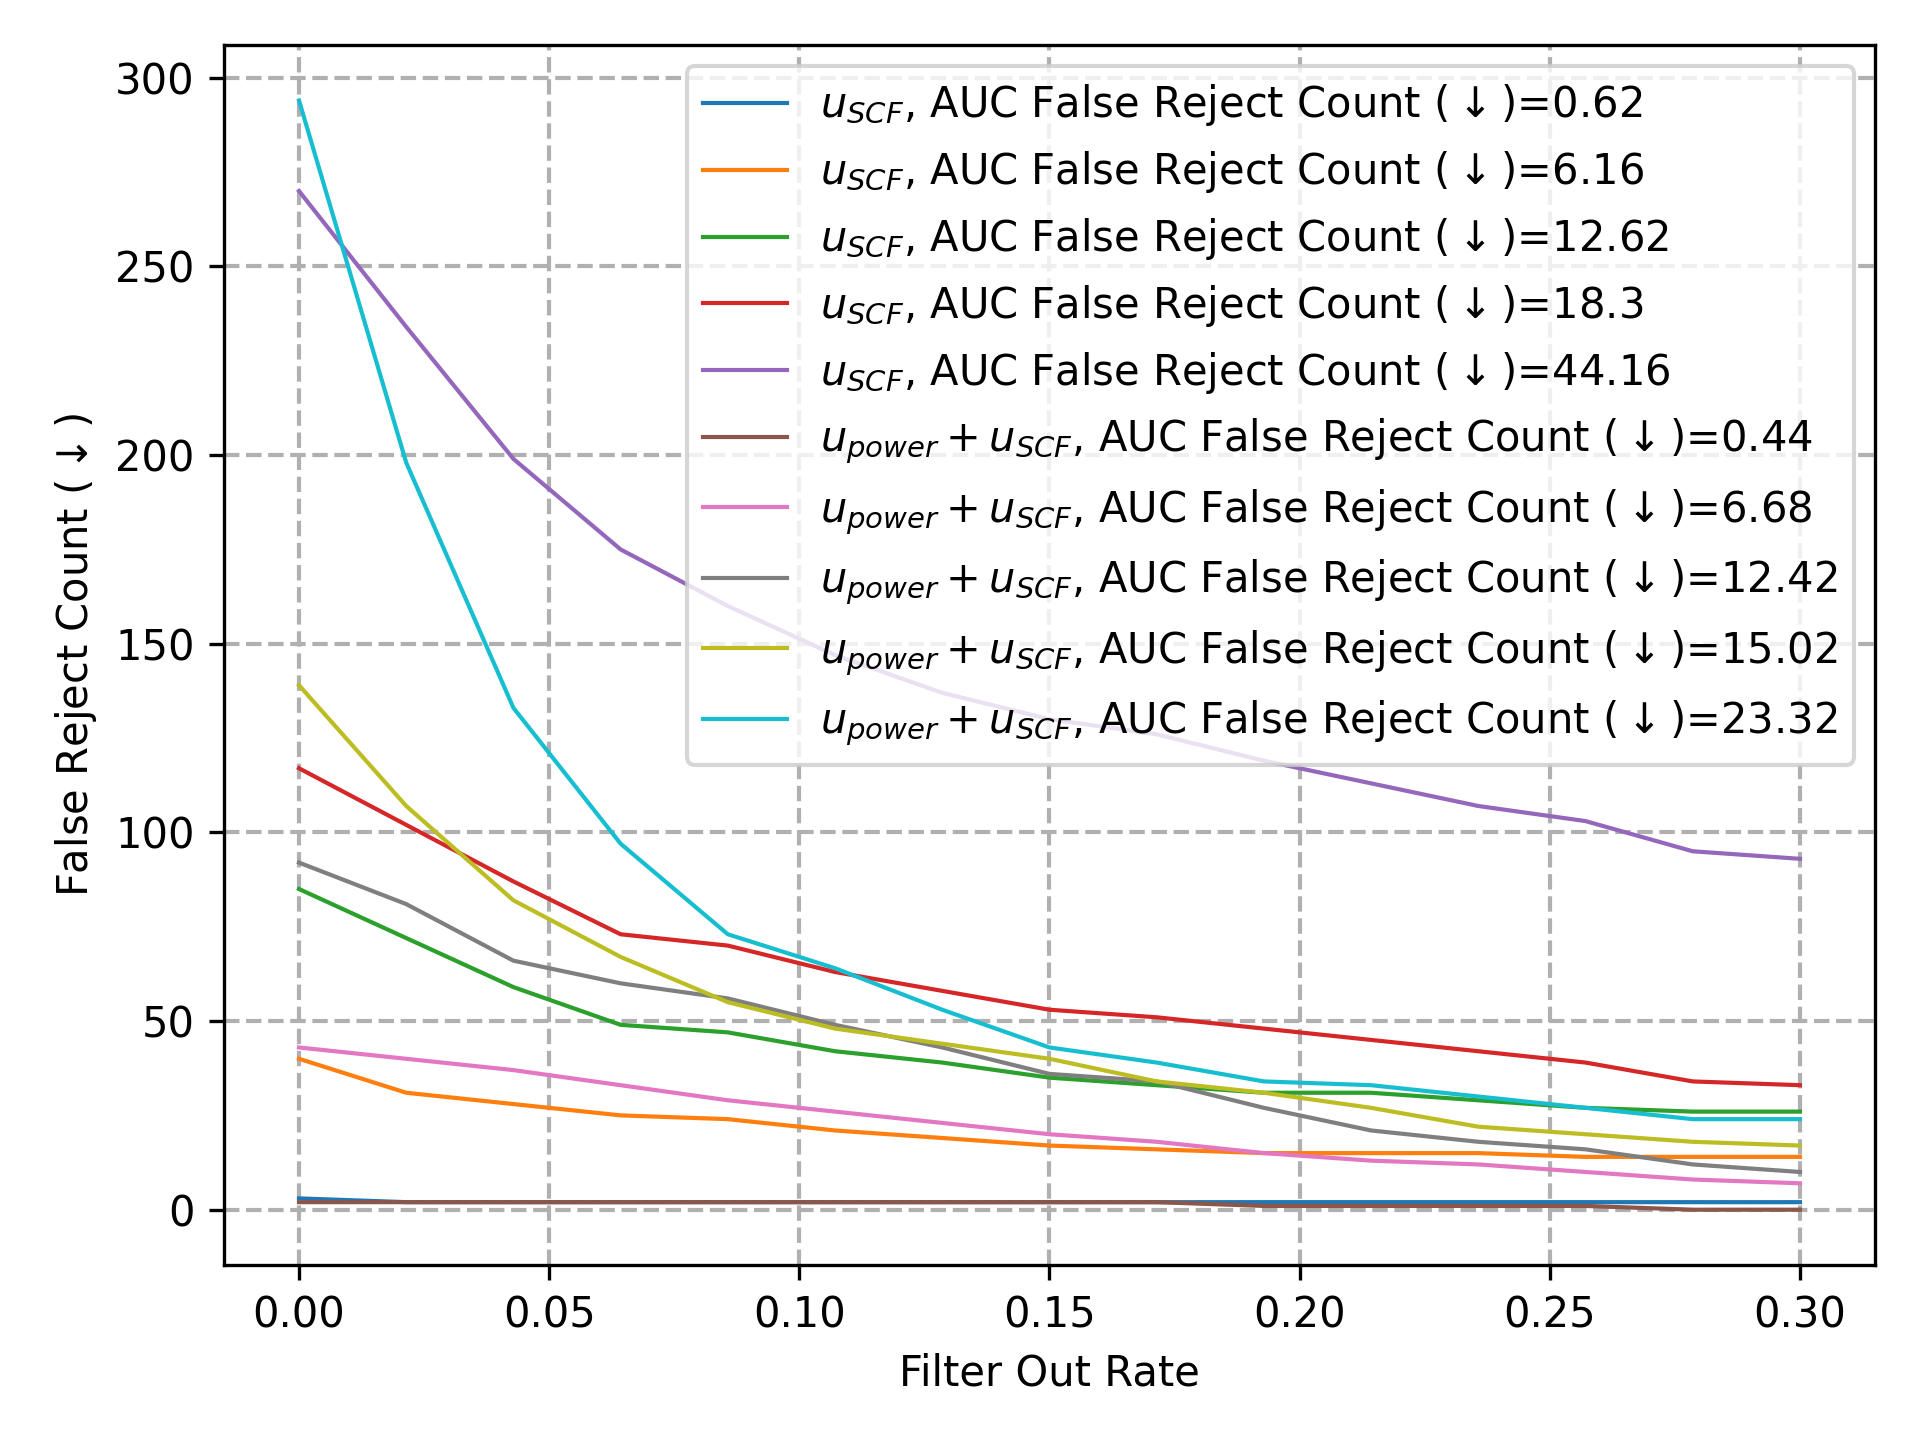 300
250
200
150
100
50
0
False Reject Count (↓)
u_SCF, AUC False Reject Count (↓)=0.62
u_SCF, AUC False Reject Count (↓)=6.16
u_SCF, AUC False Reject Count (↓)=12.62
u_SCF, AUC False Reject Count (↓)=18.3
u_SCF, AUC False Reject Count (↓)=44.16
u_power + u_SCF, AUC False Reject Count (↓)=0.44
u_power + u_SCF, AUC False Reject Count (↓)=6.68
u_power + u_SCF, AUC False Reject Count (↓)=12.42
u_power + u_SCF, AUC False Reject Count (↓)=15.02
u_power + u_SCF, AUC False Reject Count (↓)=23.32
0.00 0.05 0.10 0.15 0.20 0.25 0.30
Filter Out Rate